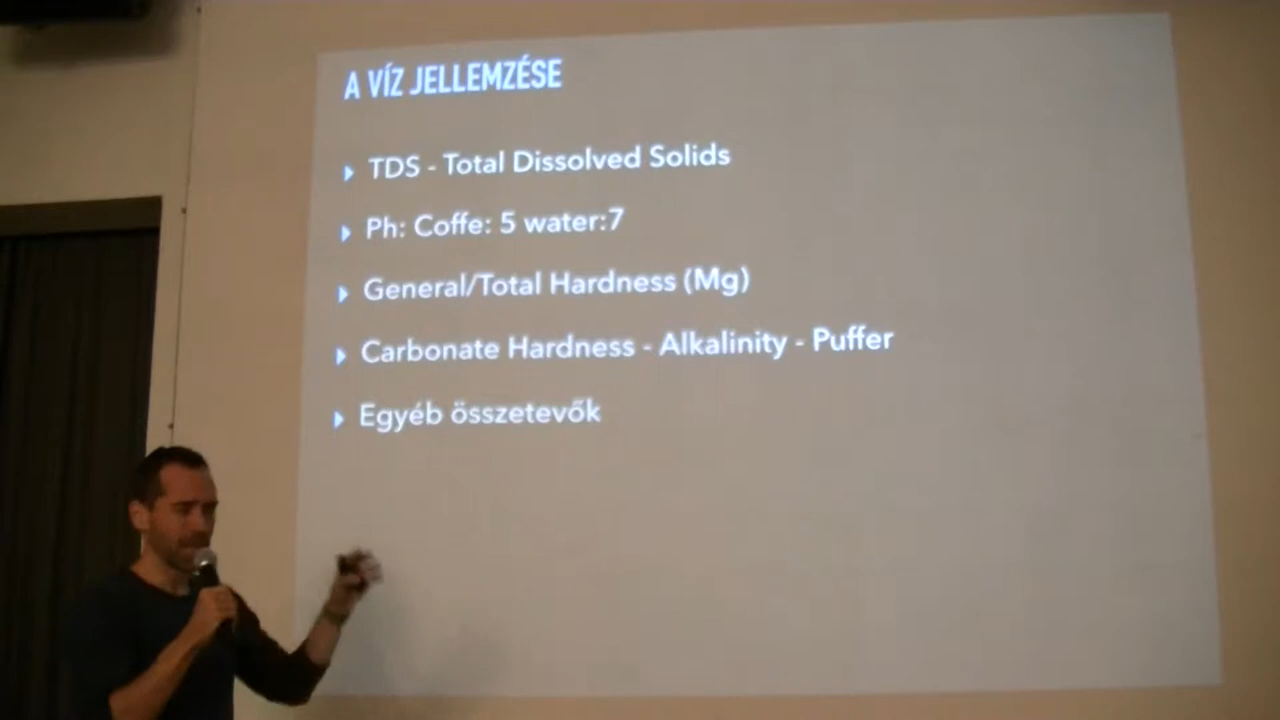 A VÍZ JELLEMZÉSE
TDS - Total Dissolved Solids
Ph: Coffe: 5 water:7
General/Total Hardness (Mg)
Carbonate Hardness - Alkalinity - Puffer
Egyéb összetevők